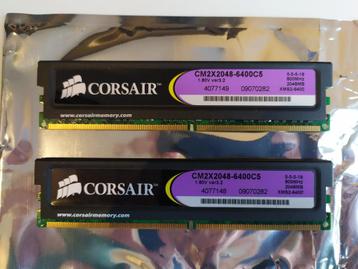 CORSAIR
www.corsairmemory.com
CM2X2048-6400C5
1.80V ver3.2
4077149 09070282
5-5-5-18
800MHz
2048MB
XMS2-6400
CORSAIR
www.corsairmemory.com
CM2X2048-6400C5
1.80V ver3.2
4077149 09070282
5-5-5-18
800MHz
2048MB
XMS2-6400